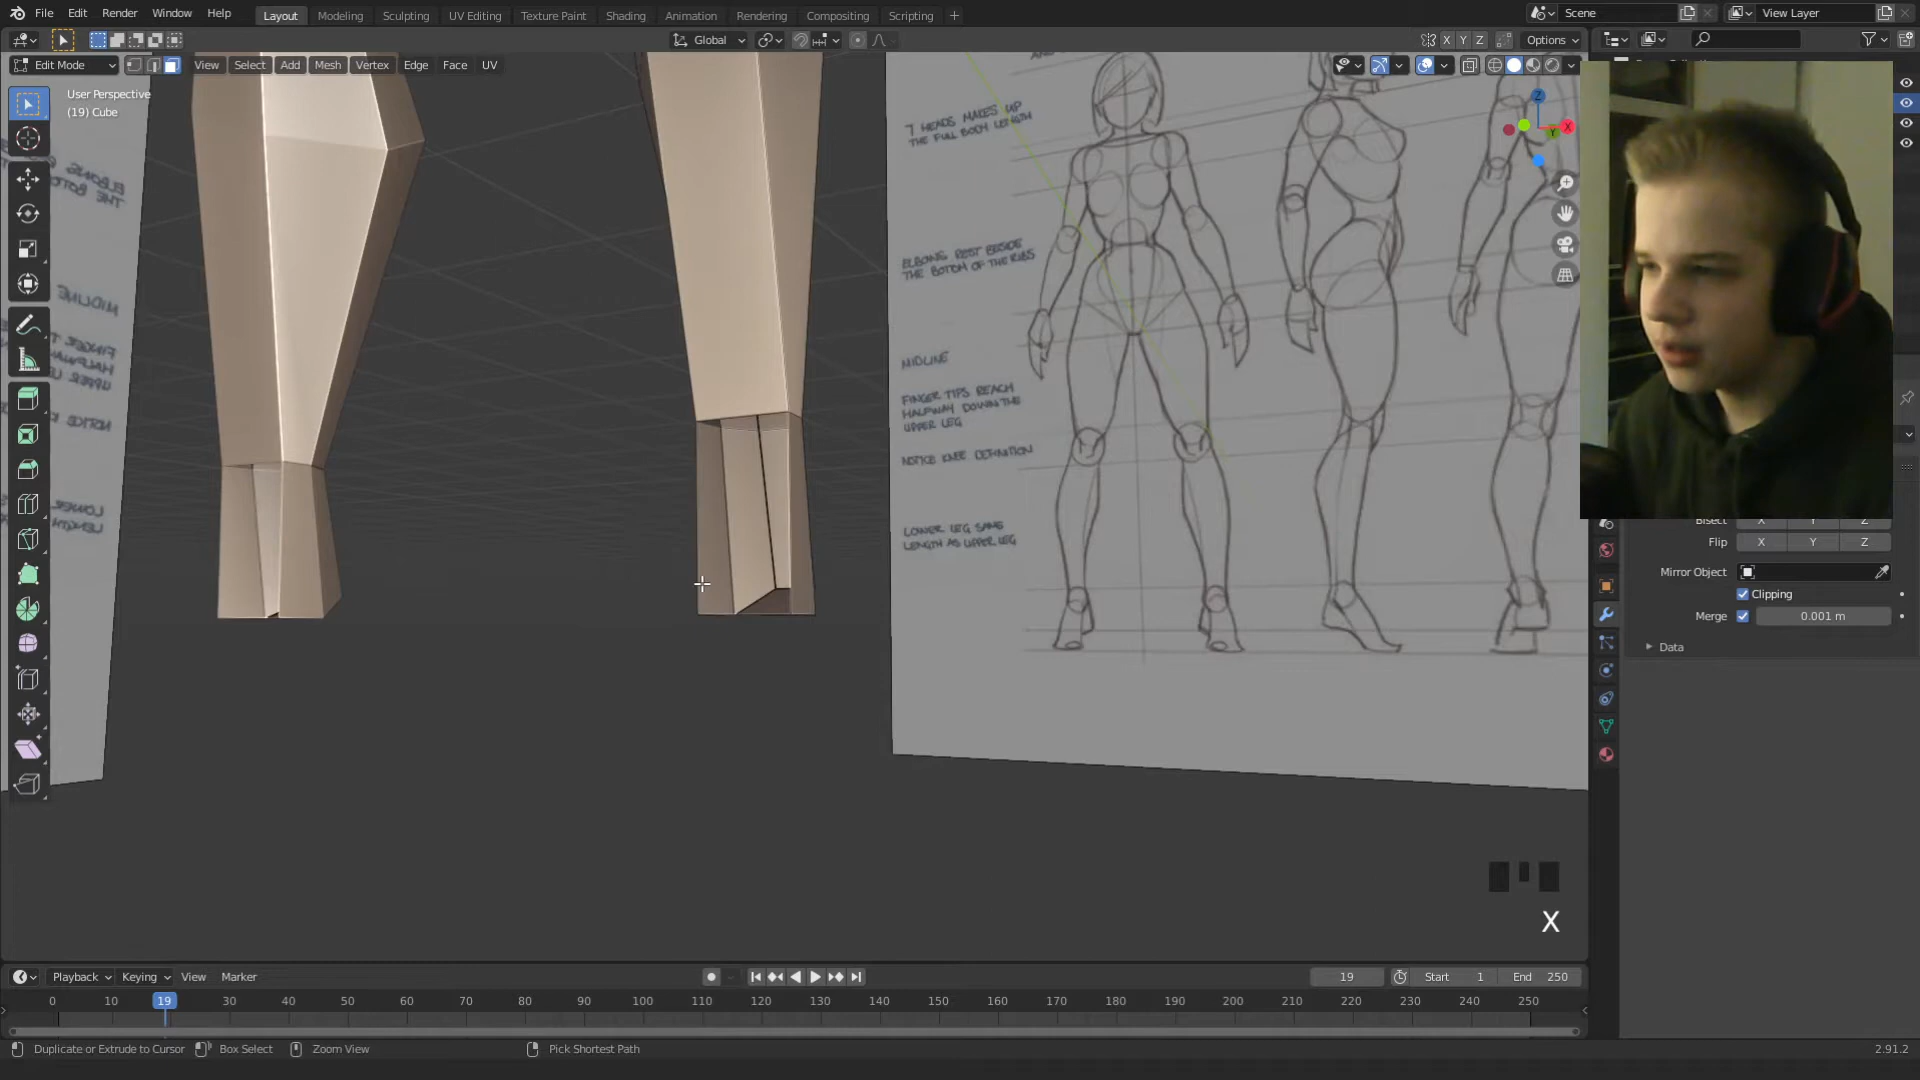 File Edit Render Window Help Layout Modeling Sculpting UV Editing Texture Paint Shading Animation Rendering Compositing Scripting + Scene View Layer
Global X Y Z Options
Edit Mode View Select Add Mesh Vertex Edge Face UV
User Perspective
(19) Cube
Z
X
Y
7 HEADS MAKES UP
THE FULL BODY LENGTH
ELBOWS REST BESIDE
THE BOTTOM OF THE RIBS
MIDLINE
FINGER TIPS REACH
HALFWAY DOWN THE
UPPER LEG
NOTICE KNEE DEFINITION
LOWER LEG SAME
LENGTH AS UPPER LEG
MIDLINE
Bisect X Y Z
Flip X Y Z
Mirror Object
Clipping
Merge 0.001 m
Data
X
Playback Keying View Marker 19 Start 1 End 250
0 10 19 30 40 50 60 70 80 90 100 110 120 130 140 150 160 170 180 190 200 210 220 230 240 250
Duplicate or Extrude to Cursor Box Select Zoom View Pick Shortest Path 2.91.2